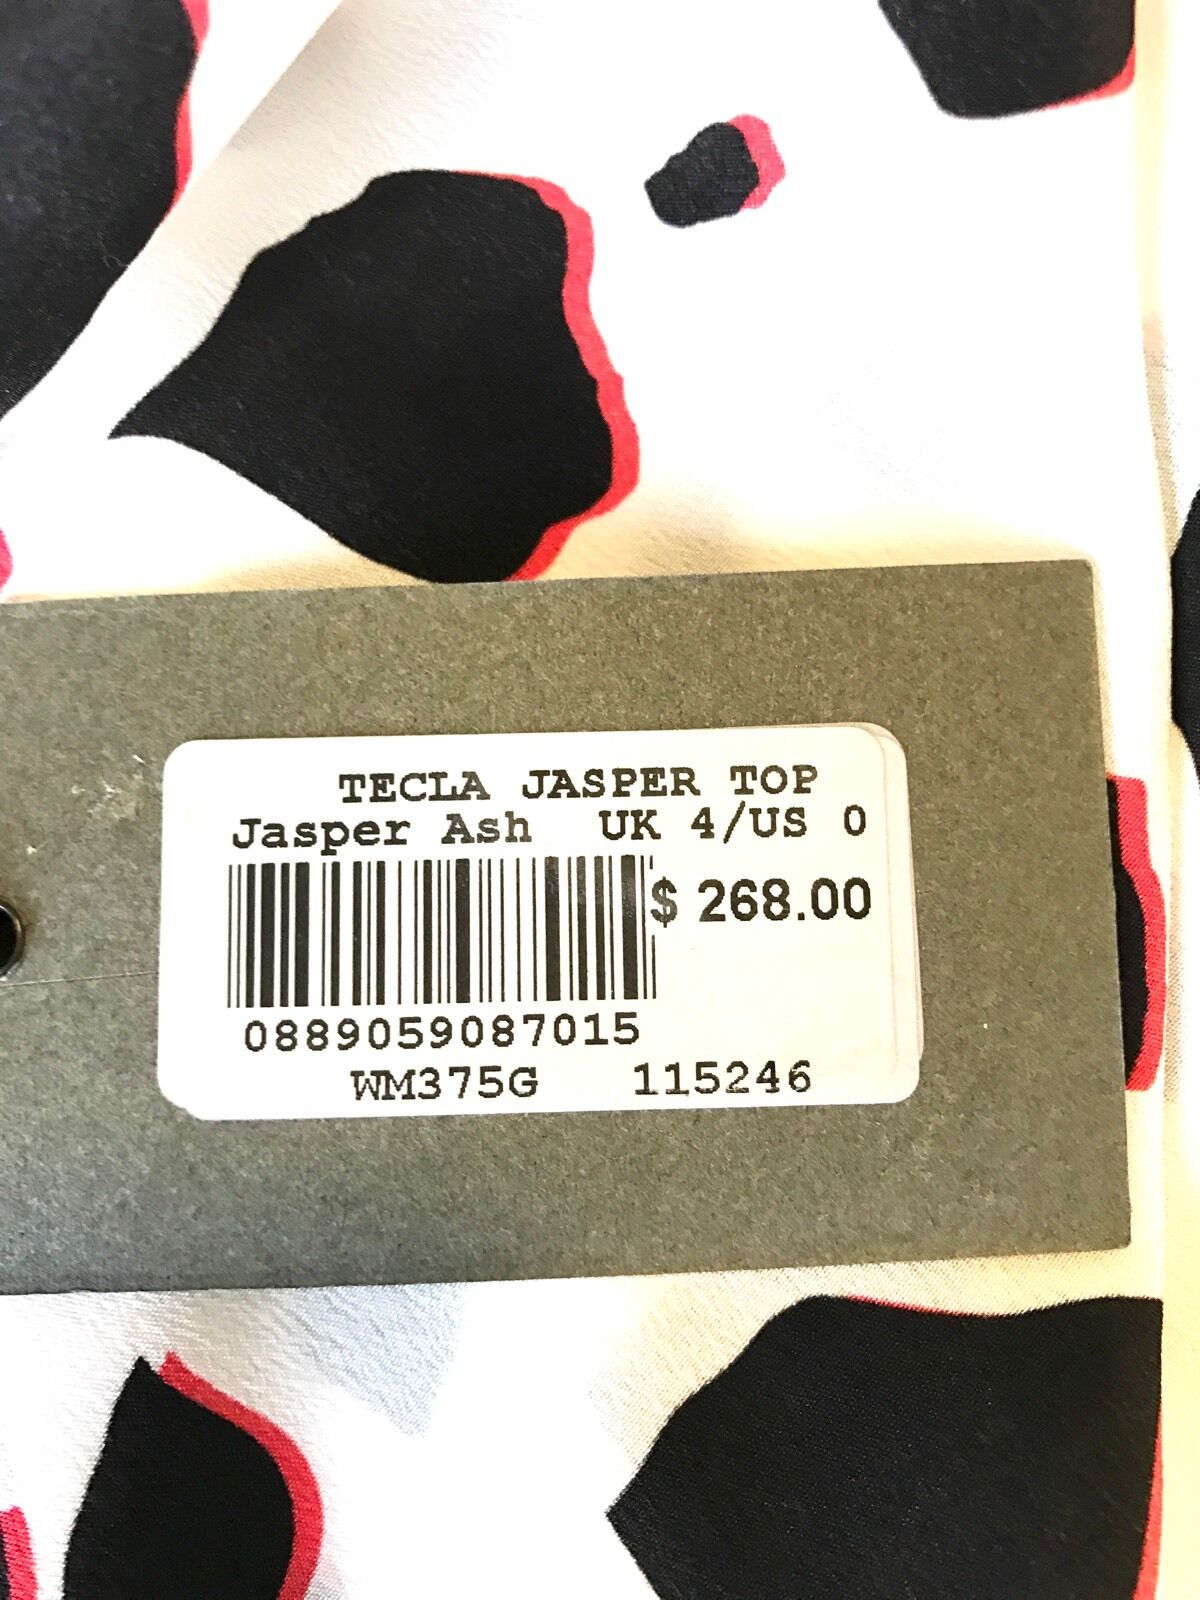 TECLA JASPER TOP
Jasper Ash UK 4/US 0
$ 268.00
0889059087015
WM375G 115246